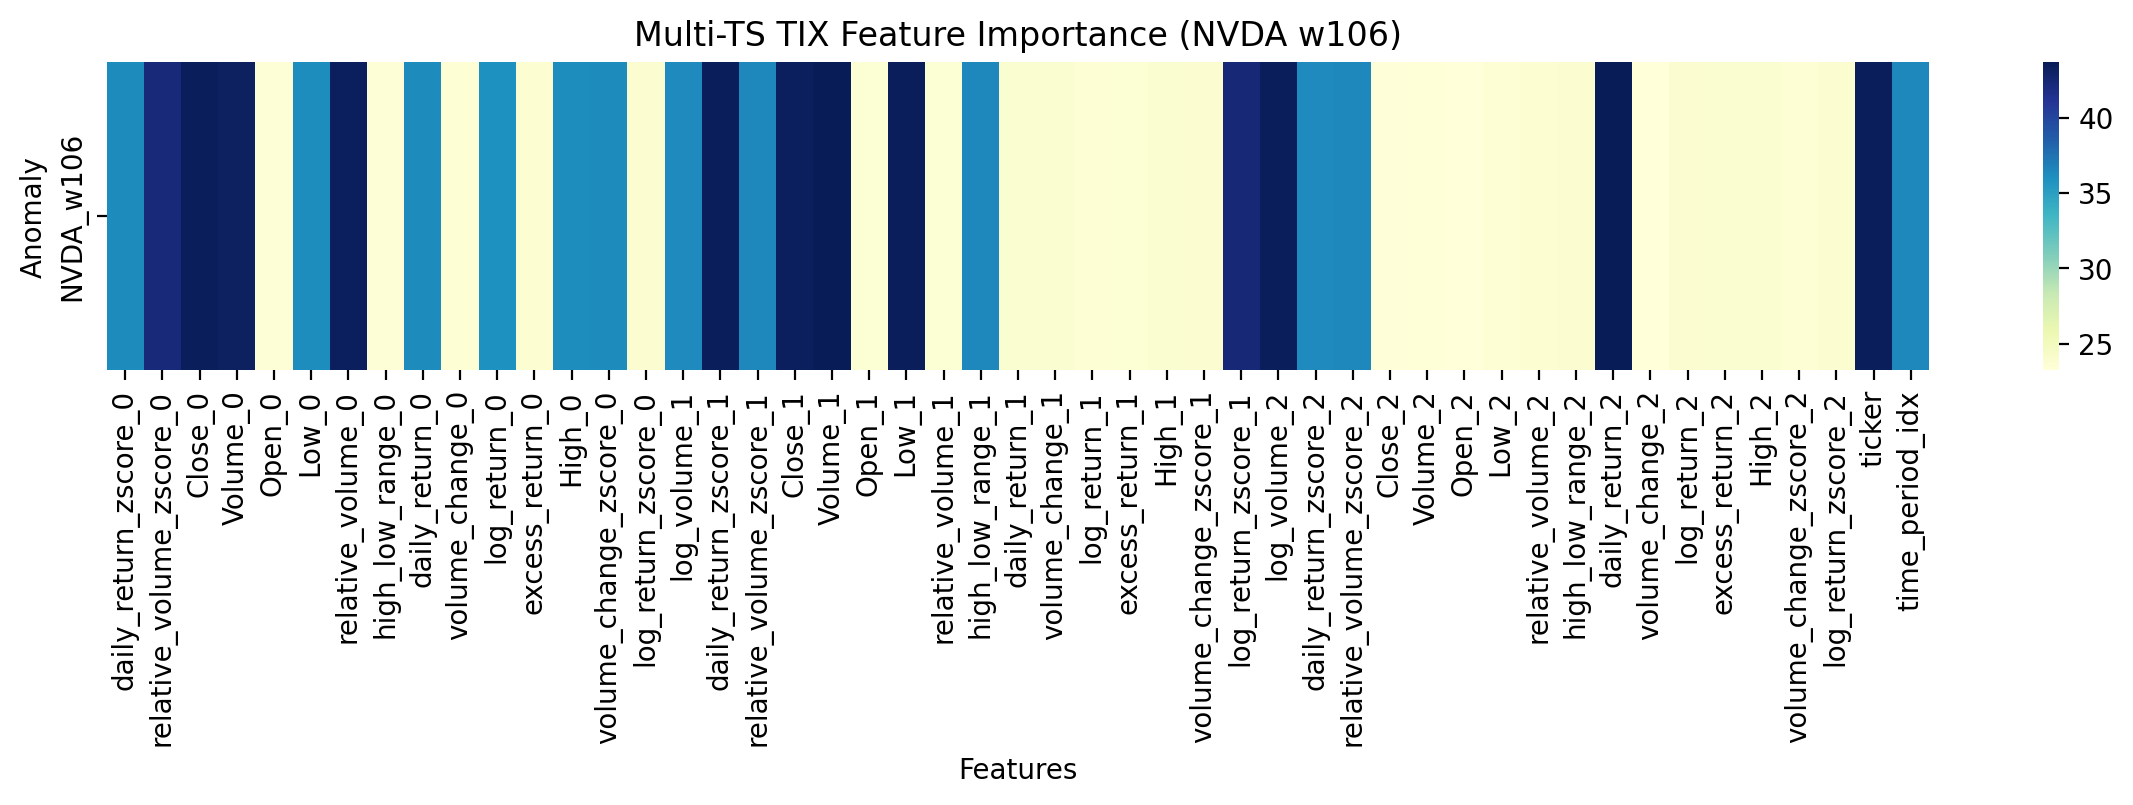 Multi-TS TIX Feature Importance (NVDA w106)
Anomaly
NVDA_w106
40
35
30
25
daily_return_zscore_0
relative_volume_zscore_0
Close_0
Volume_0
Open_0
Low_0
relative_volume_0
high_low_range_0
daily_return_0
volume_change_0
log_return_0
excess_return_0
High_0
volume_change_zscore_0
log_return_zscore_0
log_volume_1
daily_return_zscore_1
relative_volume_zscore_1
Close_1
Volume_1
Open_1
Low_1
relative_volume_1
high_low_range_1
daily_return_1
volume_change_1
log_return_1
excess_return_1
High_1
volume_change_zscore_1
log_return_zscore_1
log_volume_2
daily_return_zscore_2
relative_volume_zscore_2
Close_2
Volume_2
Open_2
Low_2
relative_volume_2
high_low_range_2
daily_return_2
volume_change_2
log_return_2
excess_return_2
High_2
volume_change_zscore_2
log_return_zscore_2
ticker
time_period_idx
Features